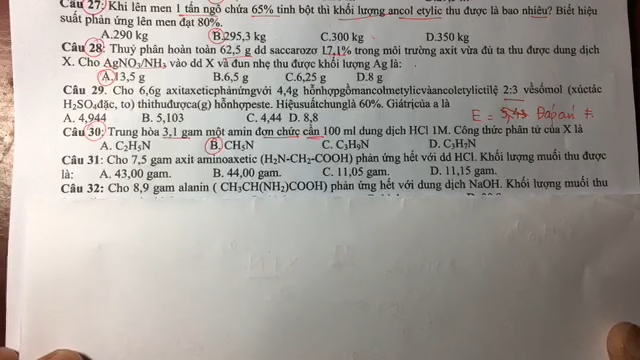 Câu 27: Khi lên men 1 tấn ngô chứa 65% tinh bột thì khối lượng ancol etylic thu được là bao nhiêu? Biết hiệu
suất phản ứng lên men đạt 80%.
A.290 kg B.295,3 kg C.300 kg D.350 kg
Câu 28: Thuỷ phân hoàn toàn 62,5 g dd saccarozơ 17,1% trong môi trường axit vừa đủ ta thu được dung dịch
X. Cho AgNO3/NH3 vào dd X và đun nhẹ thu được khối lượng Ag là:
A.13,5 g B.6,5 g C.6,25 g D.8 g
Câu 29. Cho 6,6g axitaxeticphảnứngvới 4,4g hỗnhợpgồmancolmetylicvàancoletylictilệ 2:3 vềsốmol (xúctác
H2SO4đặc, to) thithuđượca(g) hỗnhợpeste. Hiệusuấtchunglà 60%. Giátrịcủa a là
A. 4,944 B. 5,103 C. 4,44 D. 8,8 E = 5,43 Đáp án E.
Câu 30: Trung hòa 3,1 gam một amin đơn chức cần 100 ml dung dịch HCl 1M. Công thức phân tử của X là
A. C2H5N B. CH5N C. C3H9N D. C3H7N
Câu 31: Cho 7,5 gam axit aminoaxetic (H2N-CH2-COOH) phản ứng hết với dd HCl. Khối lượng muối thu được
là: A. 43,00 gam. B. 44,00 gam. C. 11,05 gam. D. 11,15 gam.
Câu 32: Cho 8,9 gam alanin ( CH3CH(NH2)COOH) phản ứng hết với dung dịch NaOH. Khối lượng muối thu